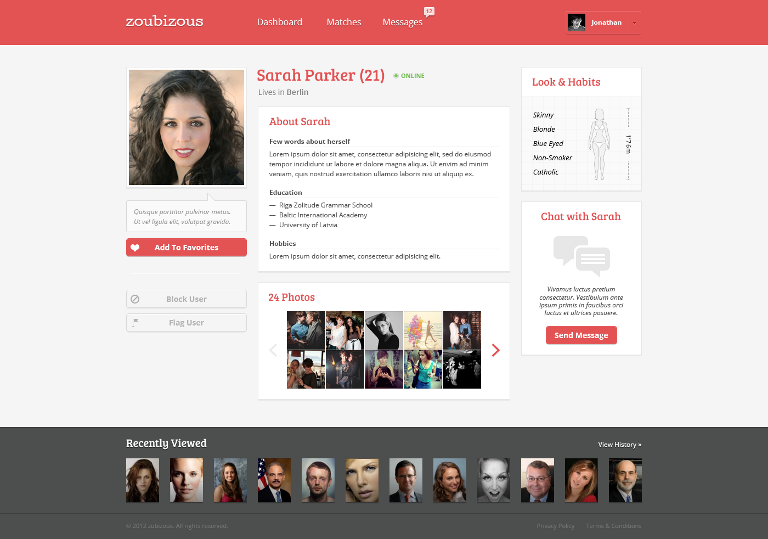 zoubizous
Dashboard
Matches
Messages
52
Jonathan
Sarah Parker (21)
ONLINE
Lives in Berlin
Quisque porttitor pulvinar metus.
Ut vel ligula elit, volutpat gravida.
Add To Favorites
Block User
Flag User
About Sarah
Few words about herself
Lorem ipsum dolor sit amet, consectetur adipisicing elit, sed do eiusmod
tempor incididunt ut labore et dolore magna aliqua. Ut enim ad minim
veniam, quis nostrud exercitation ullamco laboris nisi ut aliquip ex.
Education
— Riga Zolitude Grammar School
— Baltic International Academy
— University of Latvia
Hobbies
Lorem ipsum dolor sit amet, consectetur adipisicing elit.
24 Photos
Look & Habits
Skinny
Blonde
Blue Eyed
Non-Smoker
Catholic
Chat with Sarah
Vivamus luctus pretium
consectetur. Vestibulum ante
ipsum primis in faucibus orci
luctus et ultrices posuere.
Send Message
Recently Viewed
View History »
© 2012 zoubizous. All rights reserved.
Privacy Policy
Terms & Conditions